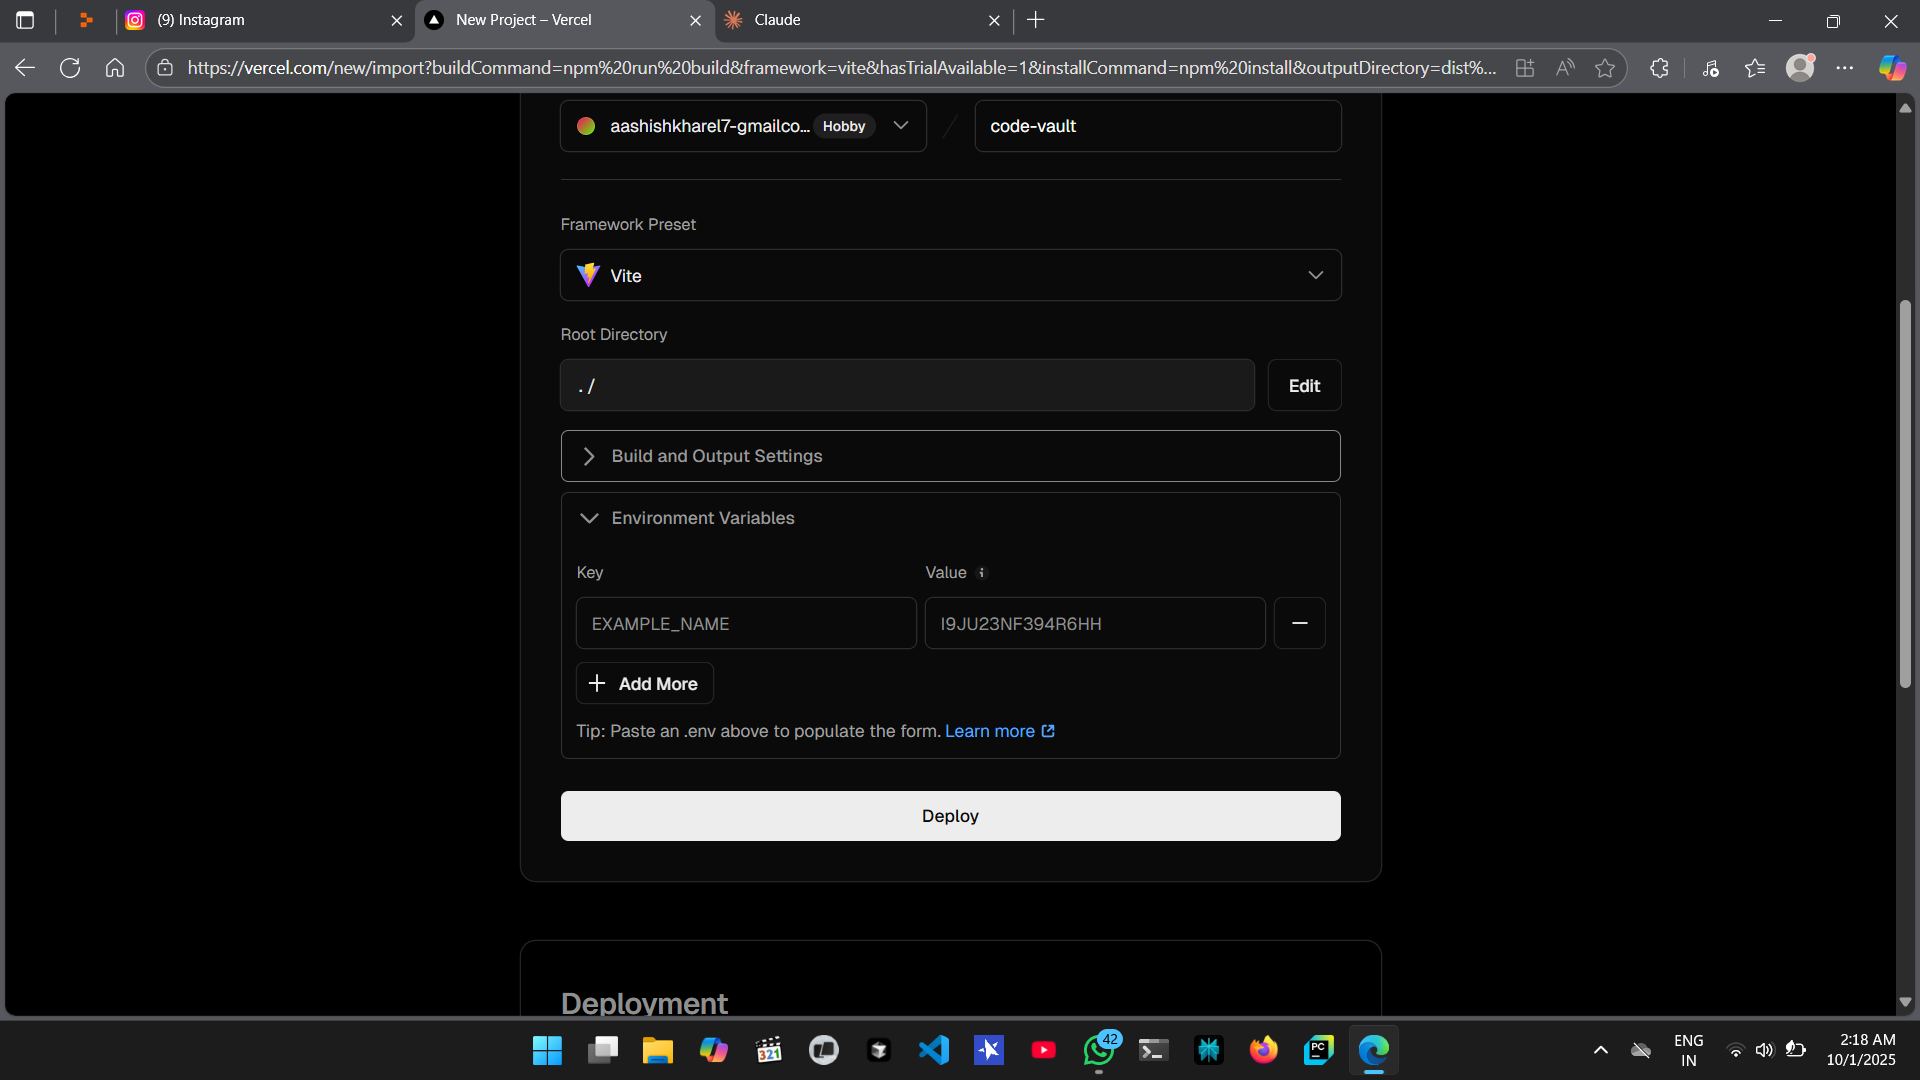 (9) Instagram
New Project – Vercel
Claude
https://vercel.com/new/import?buildCommand=npm%20run%20build&framework=vite&hasTrialAvailable=1&installCommand=npm%20install&outputDirectory=dist%...
aashishkharel7-gmailco... Hobby
code-vault
Framework Preset
Vite
Root Directory
./
Edit
Build and Output Settings
Environment Variables
Key
Value
EXAMPLE_NAME
I9JU23NF394R6HH
Add More
Tip: Paste an .env above to populate the form. Learn more
Deploy
Deployment
321
42
PC
ENG
IN
2:18 AM
10/1/2025